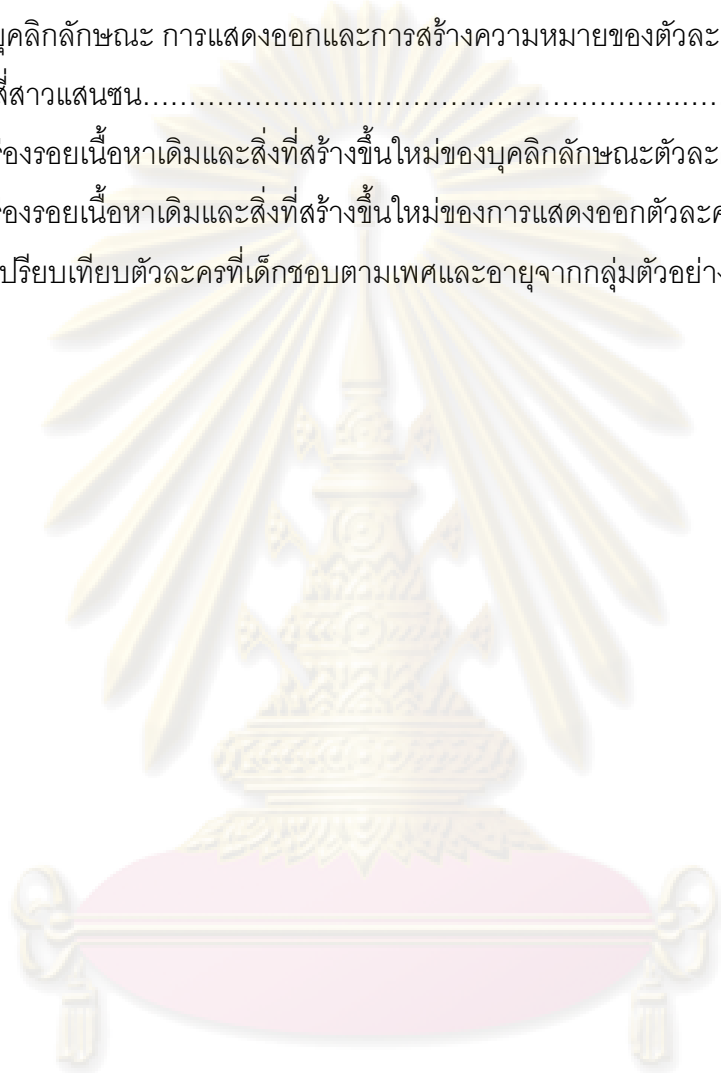 บุคลิกลักษณะ การแสดงออกและการสร้างความหมายของตัวละ
สี่สาวแสนซน……………………………………………………
ร่องรอยเนื้อหาเดิมและสิ่งที่สร้างขึ้นใหม่ของบุคลิกลักษณะตัวละ
ร่องรอยเนื้อหาเดิมและสิ่งที่สร้างขึ้นใหม่ของการแสดงออกตัวละค
เปรียบเทียบตัวละครที่เด็กชอบตามเพศและอายุจากกลุ่มตัวอย่าง